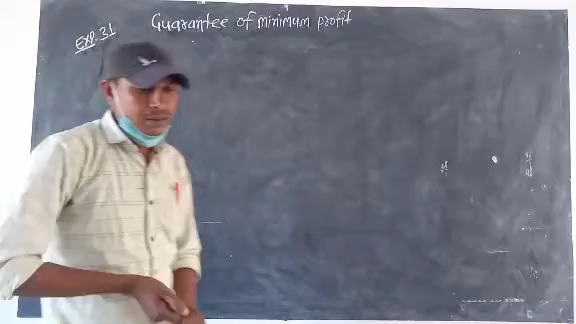 Guarantee of minimum profit
EXP. 31